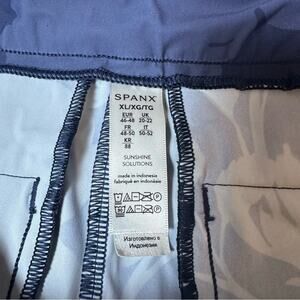 SPANX
XL/XG/TG
EUR UK
46-48 20-22
FR IT
48-50 50-52
KR
88
SUNSHINE
SOLUTIONS
made in indonesia
fabriqué en indonésie
Изготовлено в
Индонезии